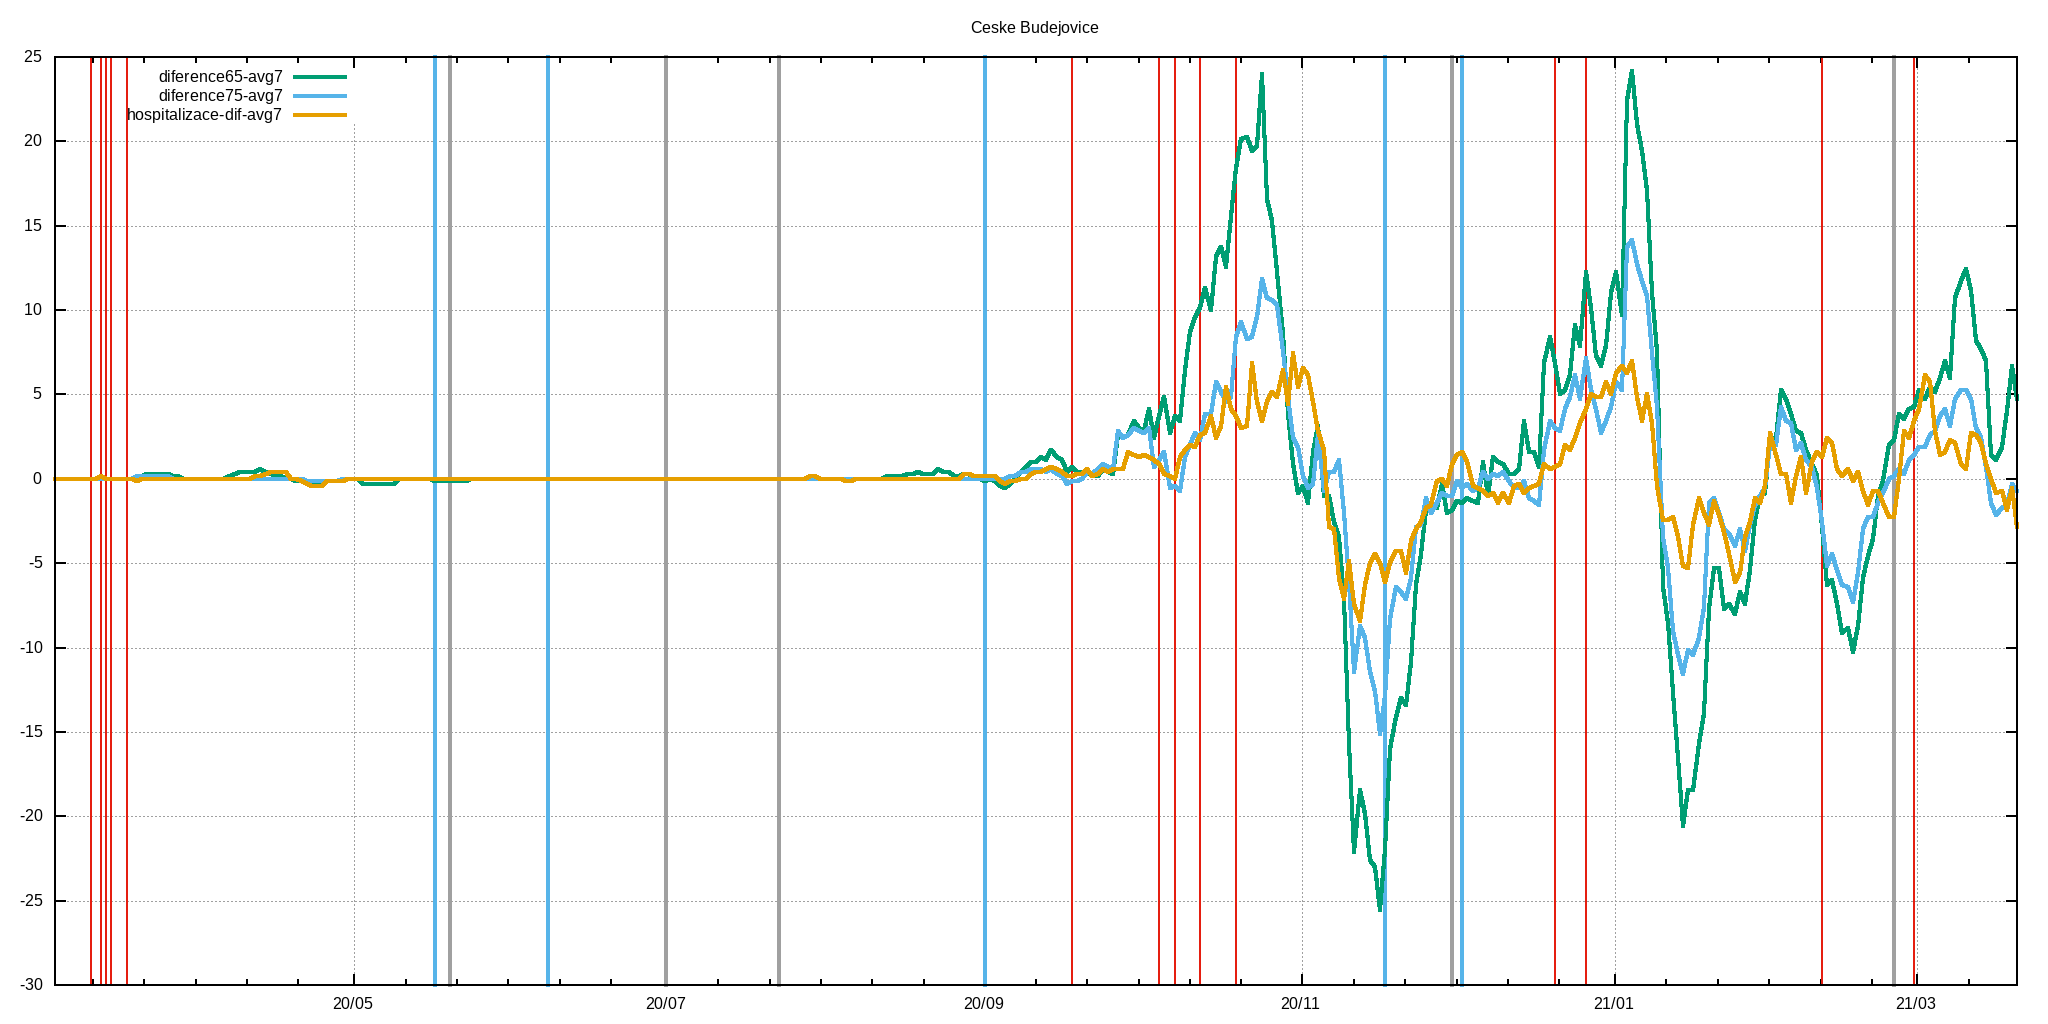 Ceske Budejovice
diference65-avg7
diference75-avg7
hospitalizace-dif-avg7
25
20
15
10
5
0
-5
-10
-15
-20
-25
-30
20/05 20/07 20/09 20/11 21/01 21/03